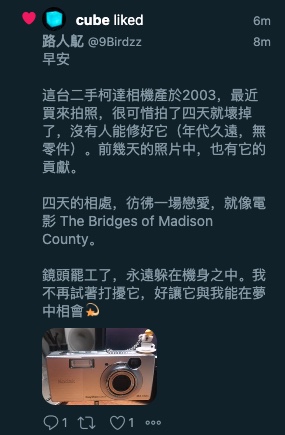 cube liked 6m
路人鳦 @9Birdzz 8m
早安
這台二手柯達相機產於2003，最近
買來拍照，很可惜拍了四天就壞掉
了，沒有人能修好它（年代久遠，無
零件）。前幾天的照片中，也有它的
貢獻。
四天的相處，彷彿一場戀愛，就像電
影 The Bridges of Madison
County。
鏡頭罷工了，永遠躲在機身之中。我
不再試著打擾它，好讓它與我能在夢
中相會💫
1 1